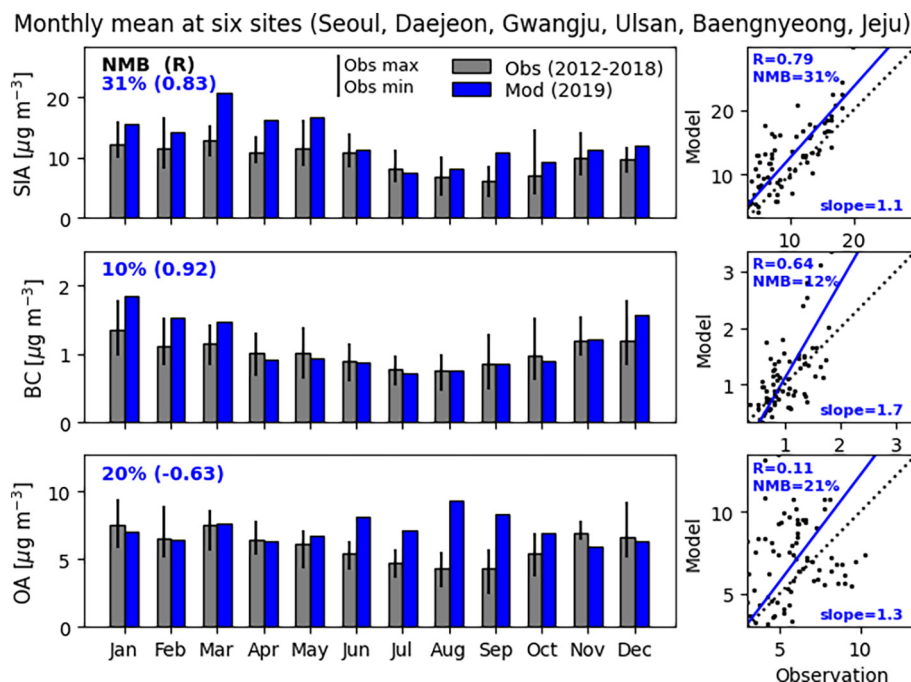 Monthly mean at six sites (Seoul, Daejeon, Gwangju, Ulsan, Baengnyeong, Jeju)
NMB (R)
31% (0.83)
Obs max
Obs min
Obs (2012-2018)
Mod (2019)
SIA [μg m⁻³]
20
10
0
R=0.79
NMB=31%
slope=1.1
Model
20
10
10 20
10% (0.92)
BC [μg m⁻³]
2
1
0
R=0.64
NMB=12%
slope=1.7
Model
3
2
1
1 2 3
20% (-0.63)
OA [μg m⁻³]
10
5
0
Jan Feb Mar Apr May Jun Jul Aug Sep Oct Nov Dec
R=0.11
NMB=21%
slope=1.3
Model
10
5
5 10
Observation